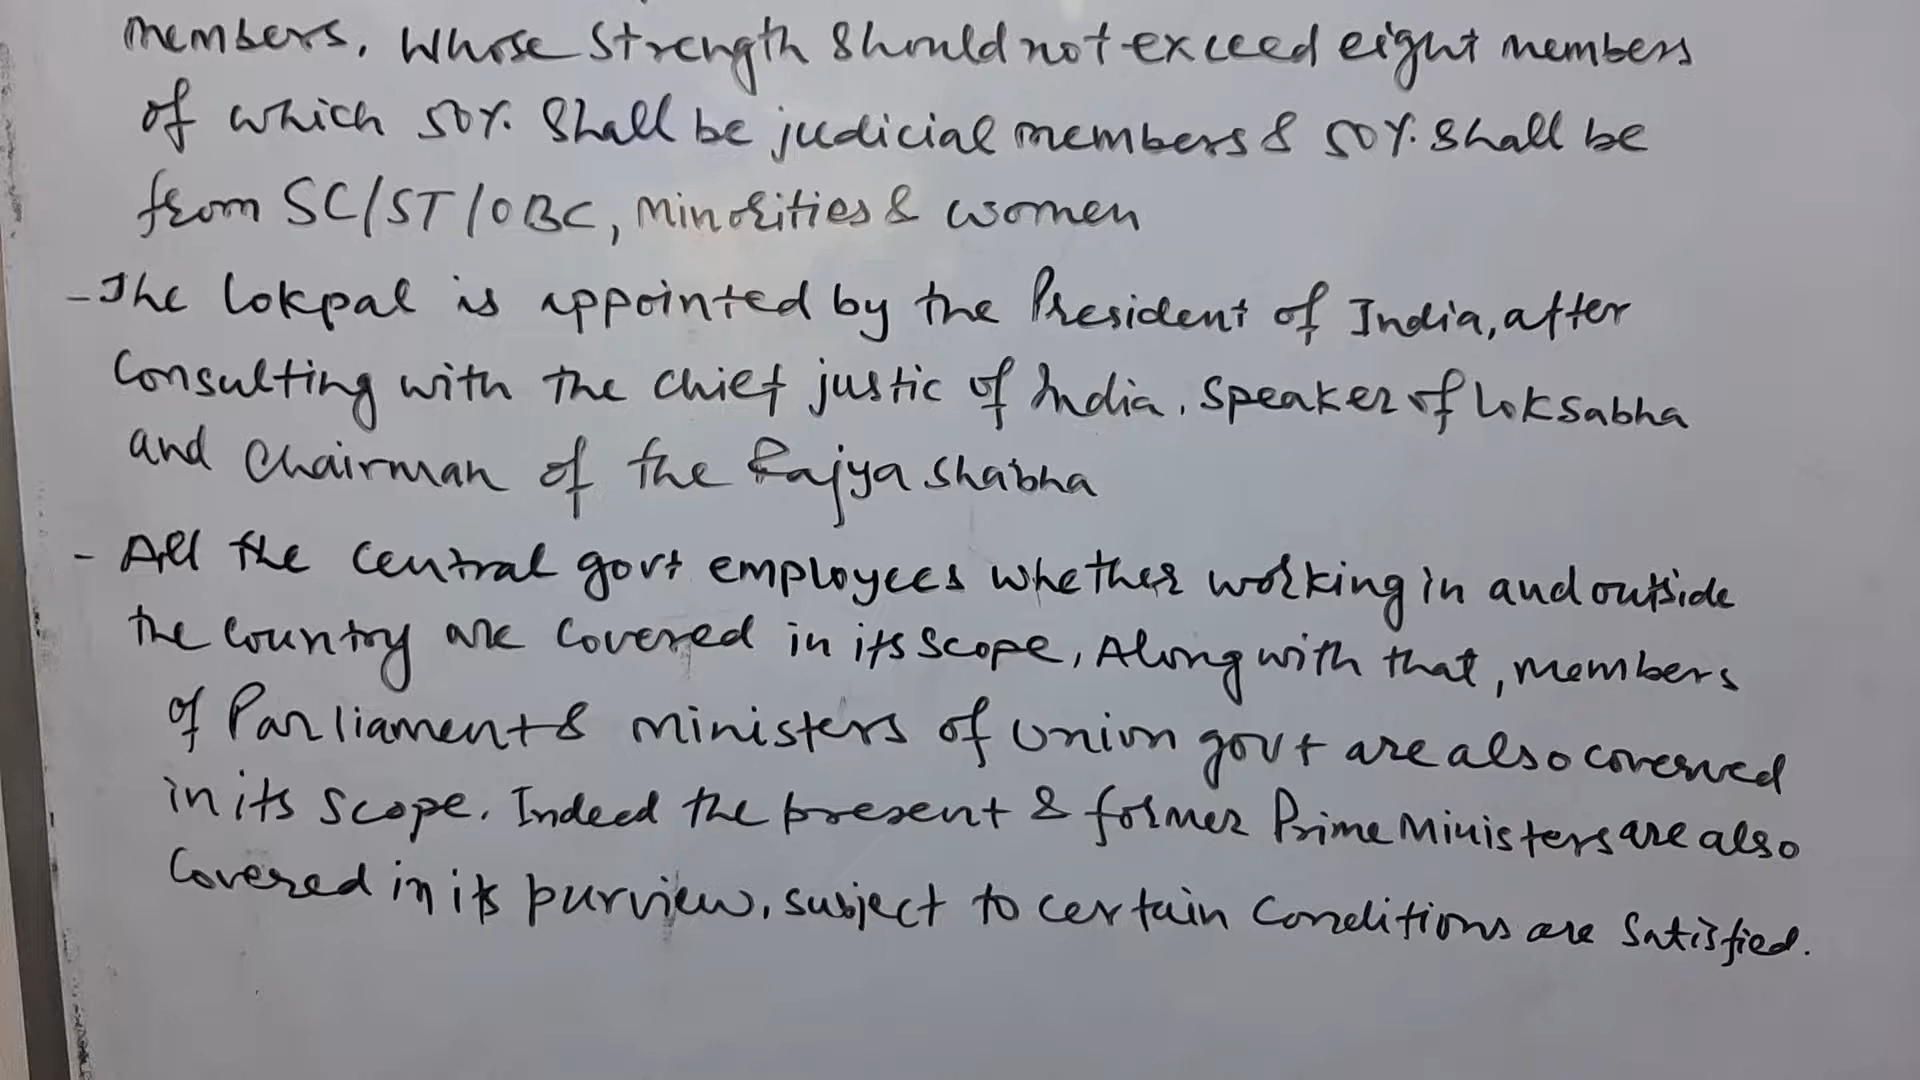 members. Whose strength should not exceed eight members
of which 50%. Shall be judicial members & 50%. Shall be
from SC/ST/OBC, Minorities & women
- The Lokpal is appointed by the President of India, after
Consulting with the chief justic of India, Speaker of Loksabha
and Chairman of the Rajya Shabha
- All the central govt employees whether working in and outside
the country are covered in its scope, Along with that, members
of Parliament & ministers of Union govt are also coverved
in its scope. Indeed the present & former Prime Ministers are also
Covered in its purview, subject to certain Conditions are Satisfied.